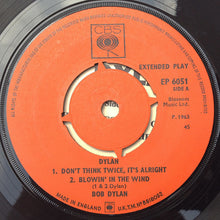 CBS
EXTENDED PLAY
EP 6051
SIDE A
Blossom
Music Ltd.
P. 1963
45
DYLAN
1. DON'T THINK TWICE, IT'S ALRIGHT
2. BLOWIN' IN THE WIND
(1 & 2 Dylan)
BOB DYLAN
MADE IN ENGLAND